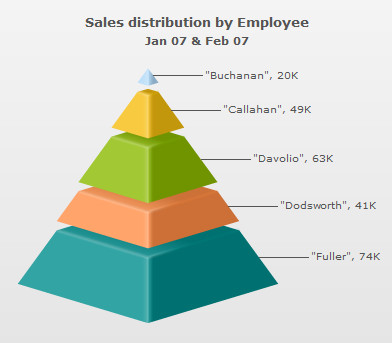 Sales distribution by Employee
Jan 07 & Feb 07
"Buchanan", 20K
"Callahan", 49K
"Davolio", 63K
"Dodsworth", 41K
"Fuller", 74K